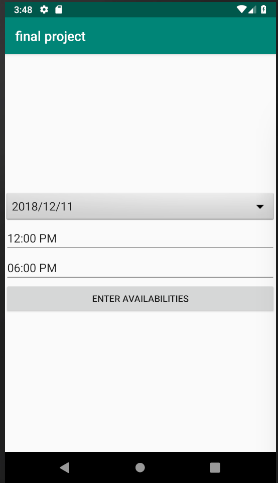 3:48
final project
2018/12/11
12:00 PM
06:00 PM
ENTER AVAILABILITIES